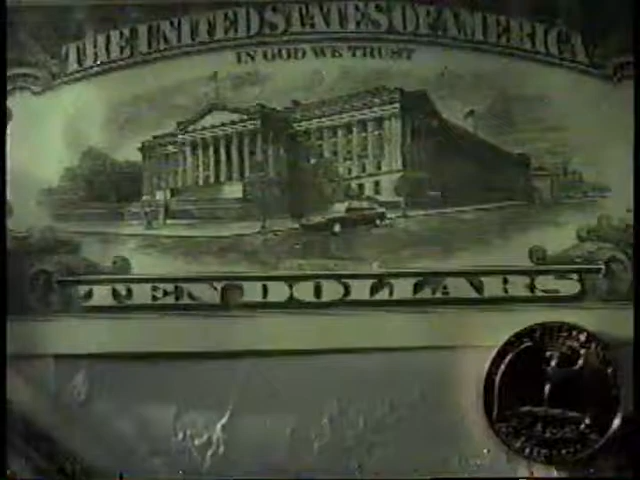 THE UNITED STATES OF AMERICA
IN GOD WE TRUST
TEN DOLLARS